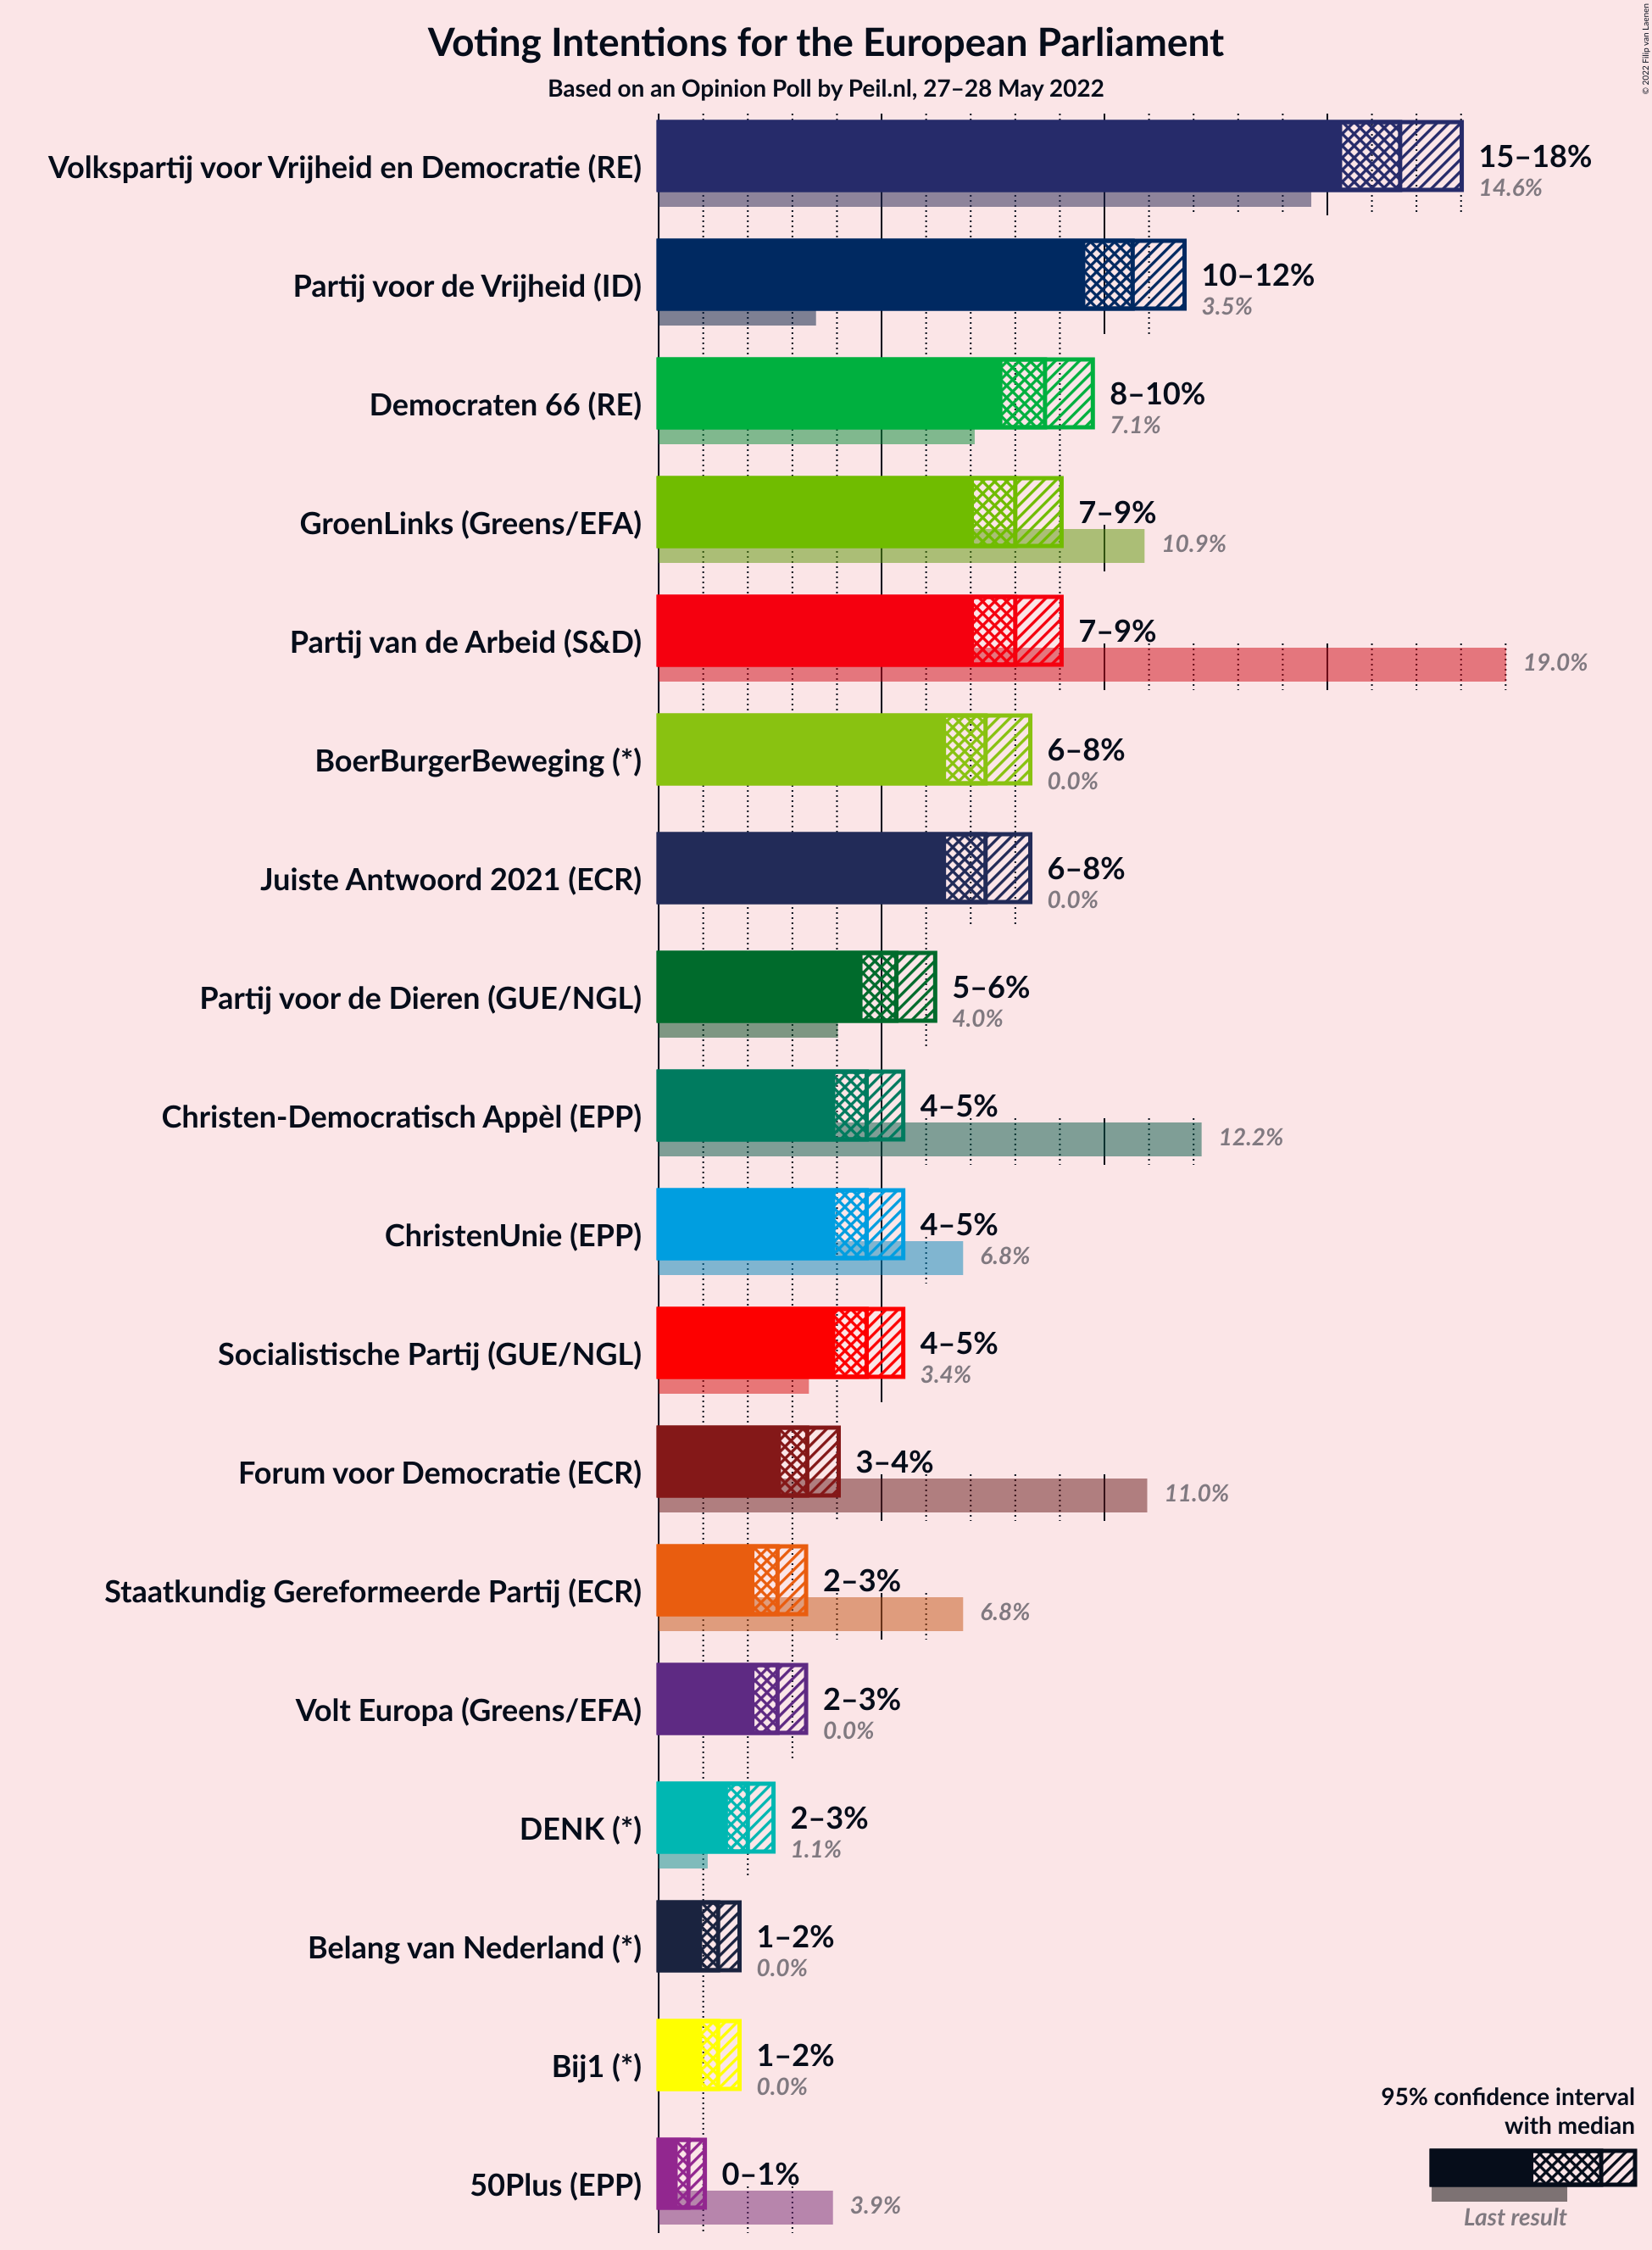 Voting Intentions for the European Parliament
Based on an Opinion Poll by Peil.nl, 27–28 May 2022
© 2022 Filip van Laenen
Volkspartij voor Vrijheid en Democratie (RE)
15–18%
14.6%
Partij voor de Vrijheid (ID)
10–12%
3.5%
Democraten 66 (RE)
8–10%
7.1%
GroenLinks (Greens/EFA)
7–9%
10.9%
Partij van de Arbeid (S&D)
7–9%
19.0%
BoerBurgerBeweging (*)
6–8%
0.0%
Juiste Antwoord 2021 (ECR)
6–8%
0.0%
Partij voor de Dieren (GUE/NGL)
5–6%
4.0%
Christen-Democratisch Appèl (EPP)
4–5%
12.2%
ChristenUnie (EPP)
4–5%
6.8%
Socialistische Partij (GUE/NGL)
4–5%
3.4%
Forum voor Democratie (ECR)
3–4%
11.0%
Staatkundig Gereformeerde Partij (ECR)
2–3%
6.8%
Volt Europa (Greens/EFA)
2–3%
0.0%
DENK (*)
2–3%
1.1%
Belang van Nederland (*)
1–2%
0.0%
Bij1 (*)
1–2%
0.0%
50Plus (EPP)
0–1%
3.9%
95% confidence interval
with median
Last result